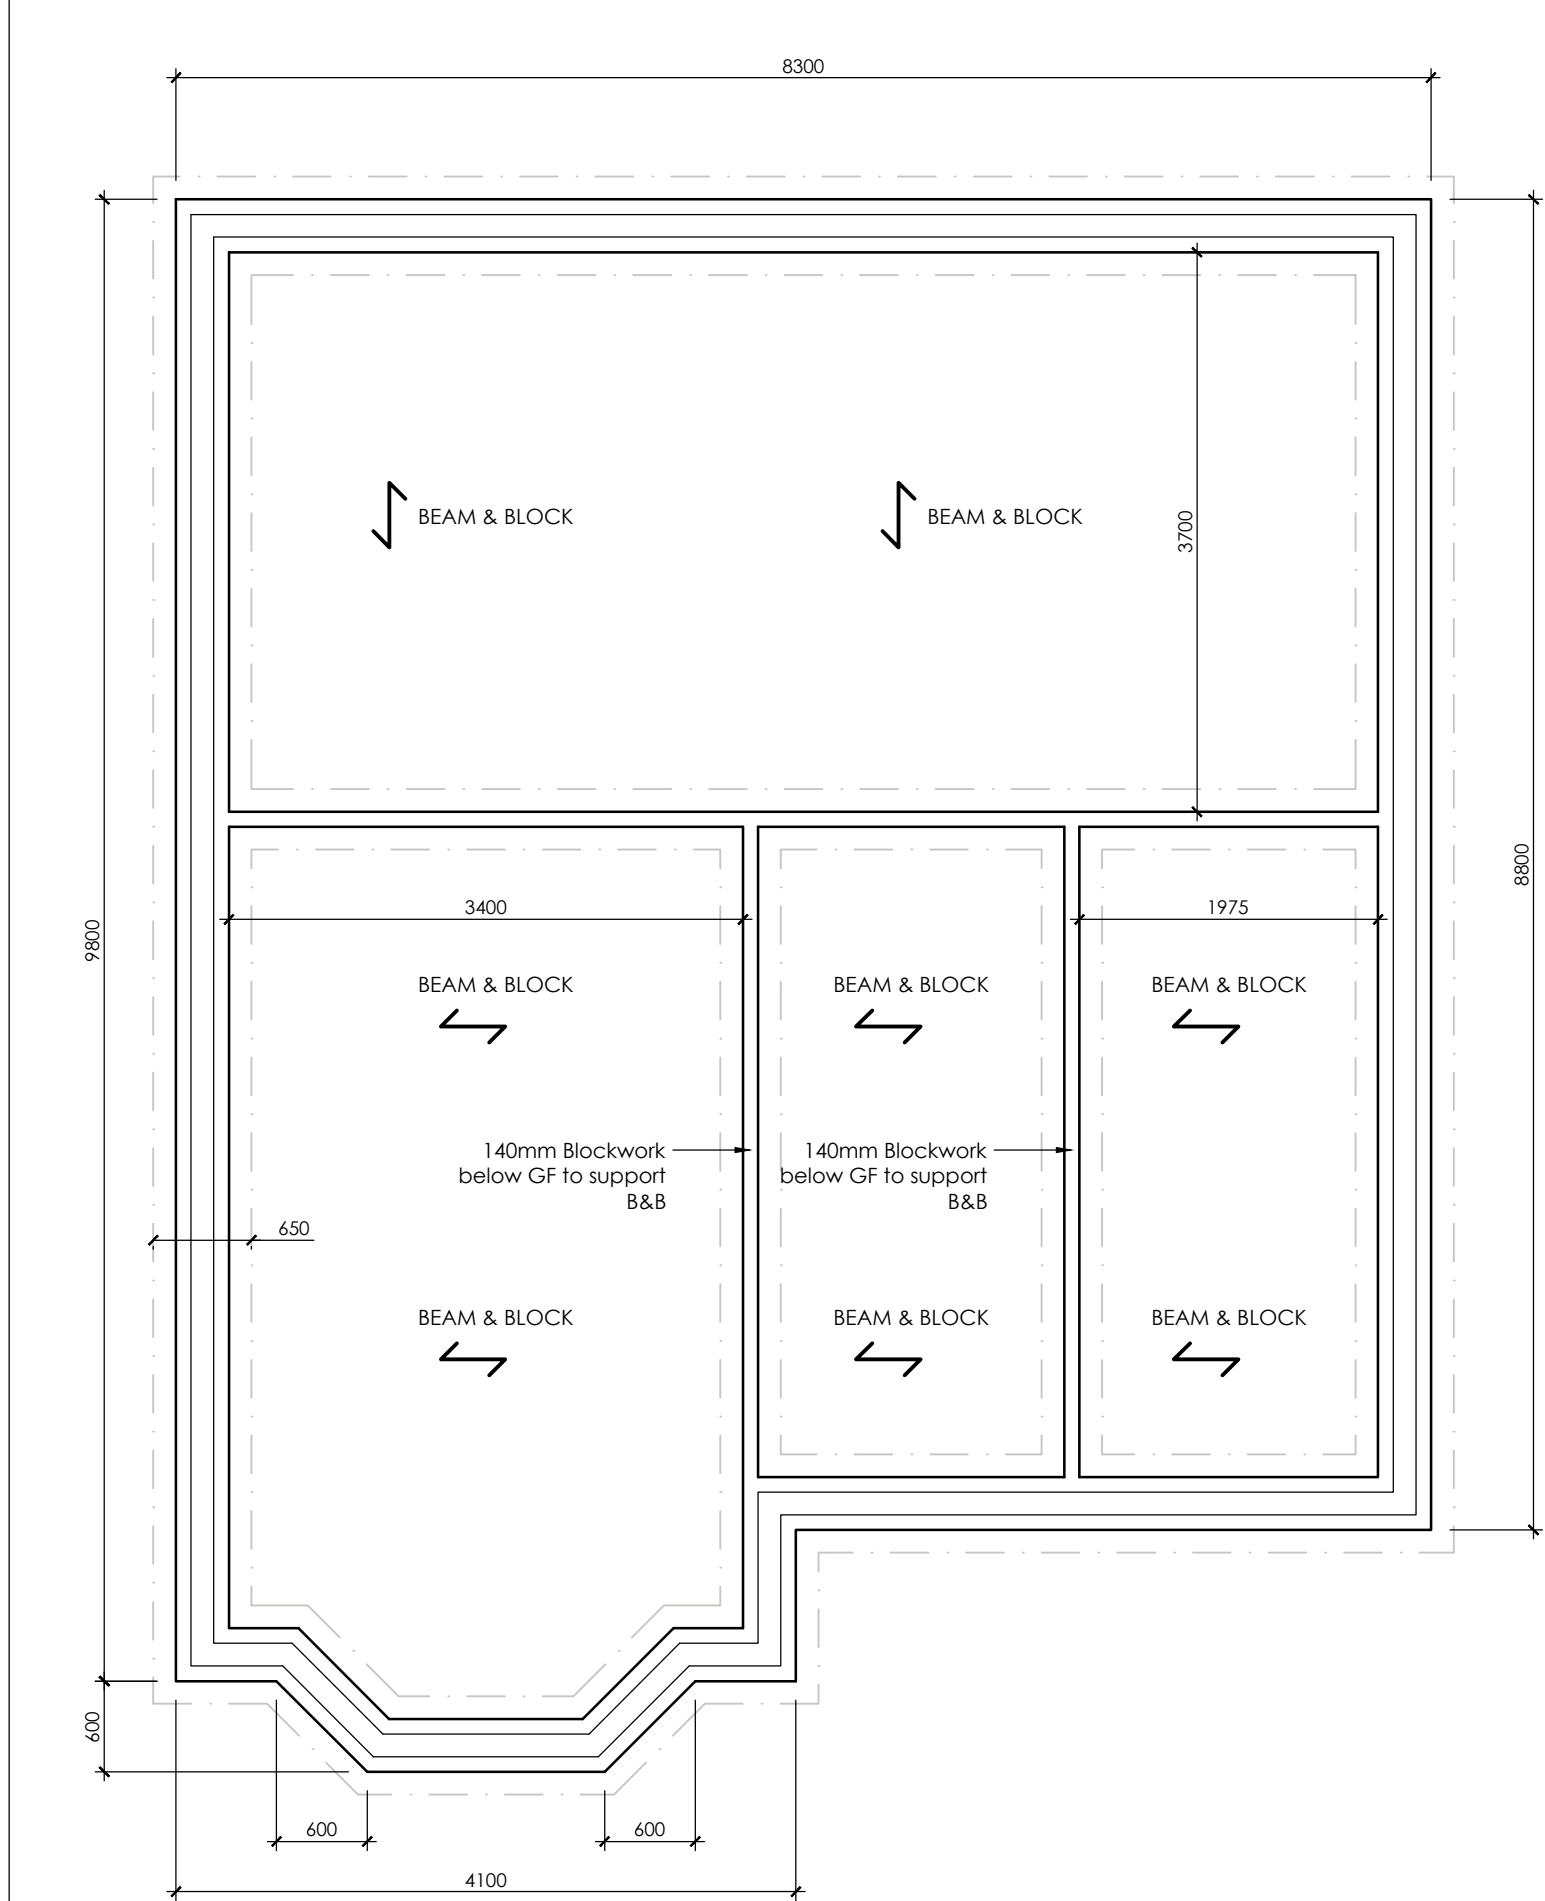 8300
BEAM & BLOCK
BEAM & BLOCK
3700
8800
9800
3400
1975
BEAM & BLOCK
BEAM & BLOCK
BEAM & BLOCK
140mm Blockwork
below GF to support
B&B
140mm Blockwork
below GF to support
B&B
650
BEAM & BLOCK
BEAM & BLOCK
BEAM & BLOCK
600
600
600
4100